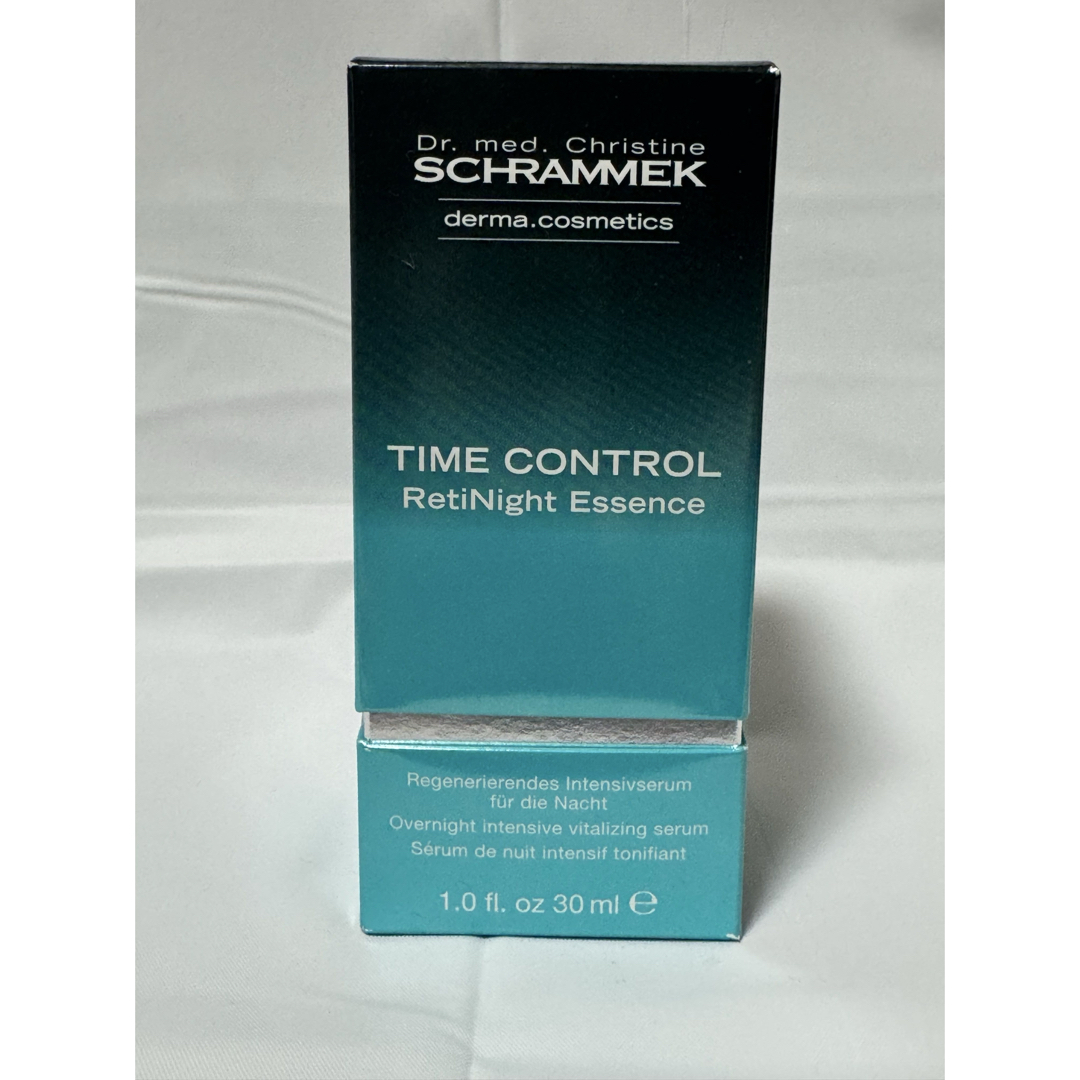 Dr. med. Christine
SCHRAMMEK
derma.cosmetics
TIME CONTROL
RetiNight Essence
Regenerierendes Intensivserum
für die Nacht
Overnight intensive vitalizing serum
Sérum de nuit intensif tonifiant
1.0 fl. oz 30 ml ℮